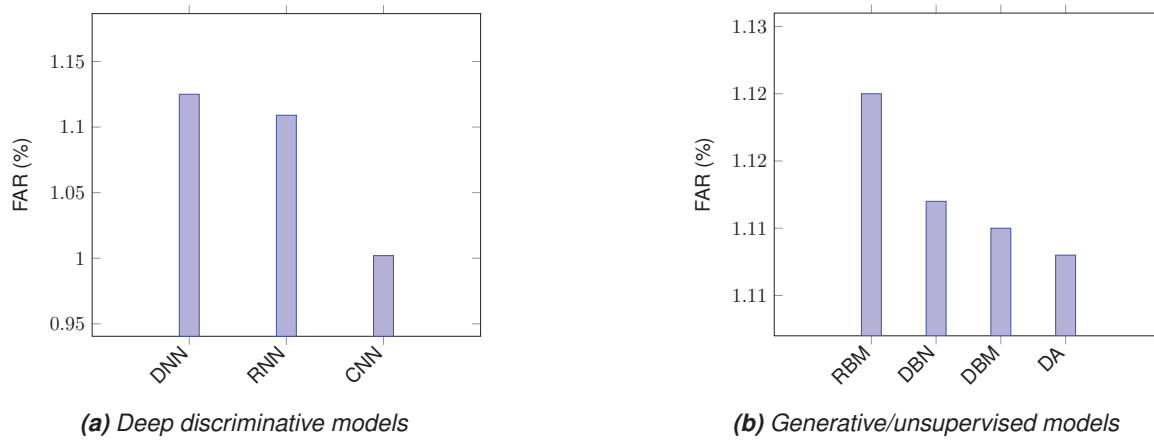 FAR (%)
1.15
1.1
1.05
1
0.95
DNN
RNN
CNN
(a) Deep discriminative models
FAR (%)
1.13
1.12
1.12
1.11
1.11
RBM
DBN
DBM
DA
(b) Generative/unsupervised models